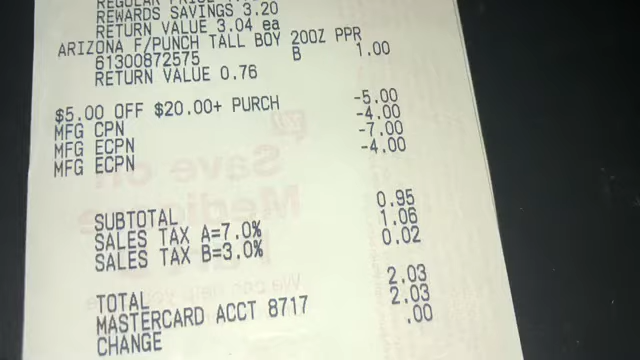 REWARDS SAVINGS 3.20
RETURN VALUE 3.04 ea
ARIZONA F/PUNCH TALL BOY 20OZ PPR
61300872575 B 1.00
RETURN VALUE 0.76
$5.00 OFF $20.00+ PURCH -5.00
MFG CPN -4.00
MFG ECPN -7.00
MFG ECPN -4.00
SUBTOTAL 0.95
SALES TAX A=7.0% 1.06
SALES TAX B=3.0% 0.02
TOTAL 2.03
MASTERCARD ACCT 8717 2.03
CHANGE .00